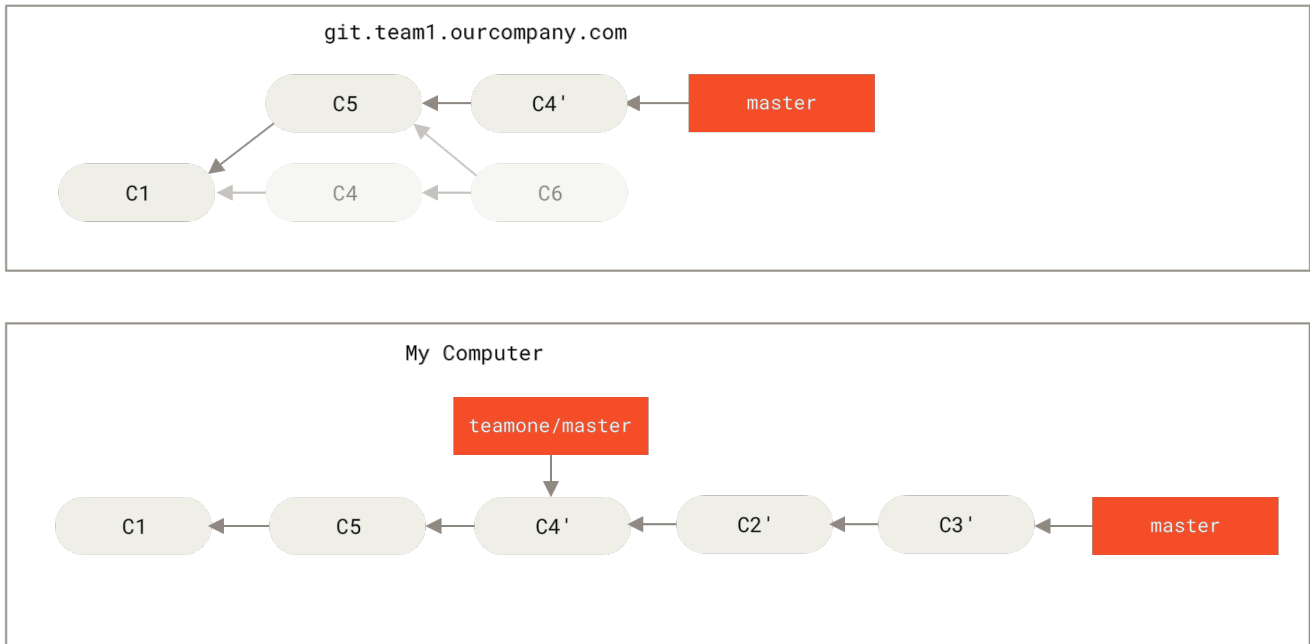 git.team1.ourcompany.com
C5
C4'
master
C1
C4
C6
My Computer
teamone/master
C1
C5
C4'
C2'
C3'
master